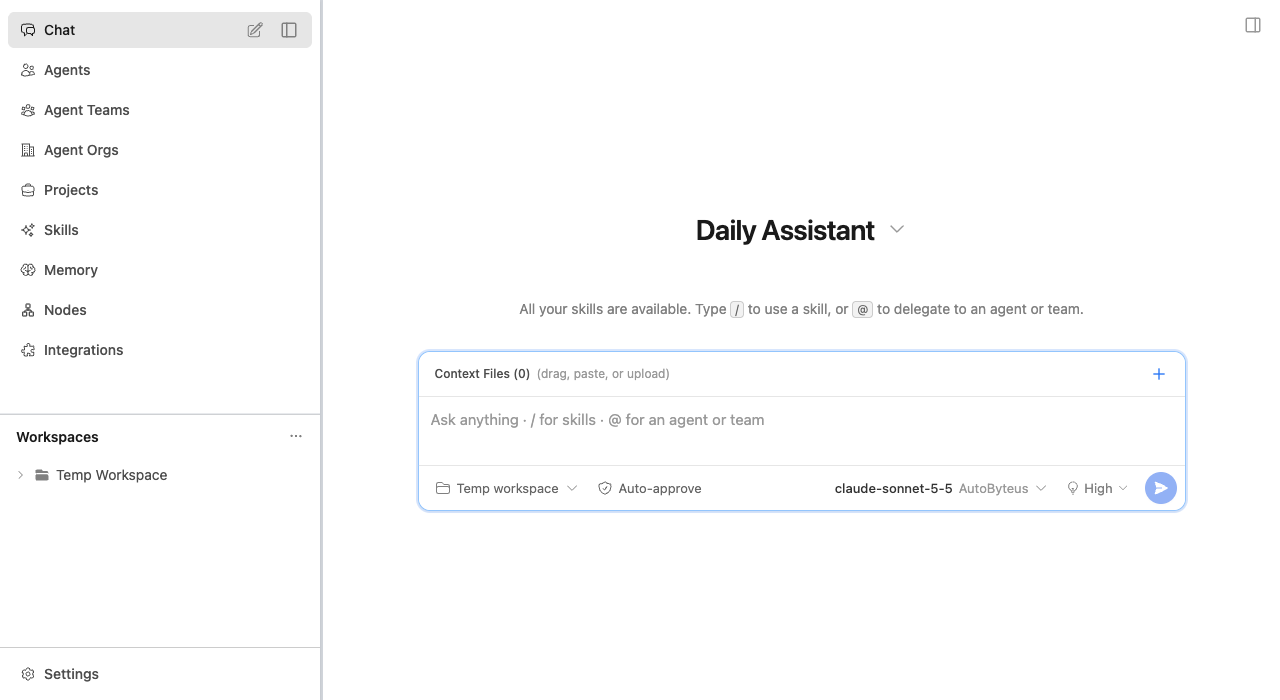 Chat
Agents
Agent Teams
Agent Orgs
Projects
Skills
Memory
Nodes
Integrations
Workspaces
Temp Workspace
Settings
Daily Assistant
All your skills are available. Type / to use a skill, or @ to delegate to an agent or team.
Context Files (0) (drag, paste, or upload)
Ask anything · / for skills · @ for an agent or team
Temp workspace Auto-approve claude-sonnet-5-5 AutoByteus High